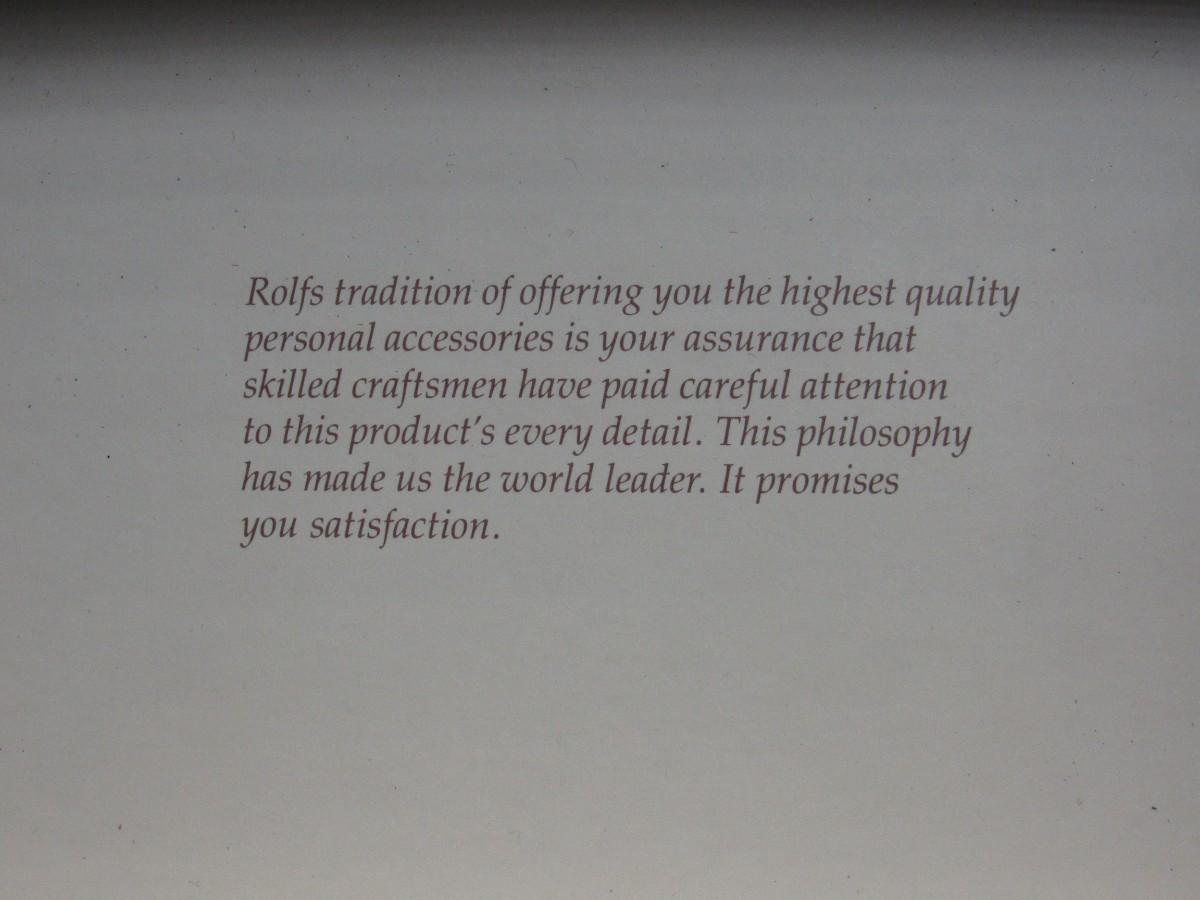 Rolfs tradition of offering you the highest quality
personal accessories is your assurance that
skilled craftsmen have paid careful attention
to this product's every detail. This philosophy
has made us the world leader. It promises
you satisfaction.